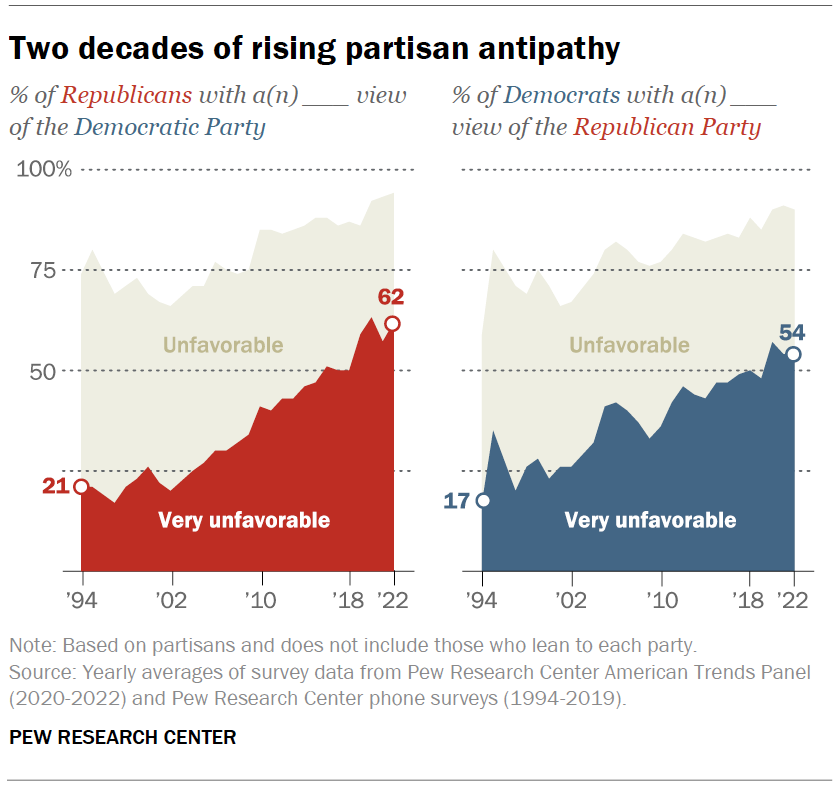 Two decades of rising partisan antipathy
% of Republicans with a(n) ____ view
of the Democratic Party
% of Democrats with a(n) ____
view of the Republican Party
100%
75
50
62
Unfavorable
21
Very unfavorable
'94 '02 '10 '18 '22
54
Unfavorable
17
Very unfavorable
'94 '02 '10 '18 '22
Note: Based on partisans and does not include those who lean to each party.
Source: Yearly averages of survey data from Pew Research Center American Trends Panel
(2020-2022) and Pew Research Center phone surveys (1994-2019).
PEW RESEARCH CENTER